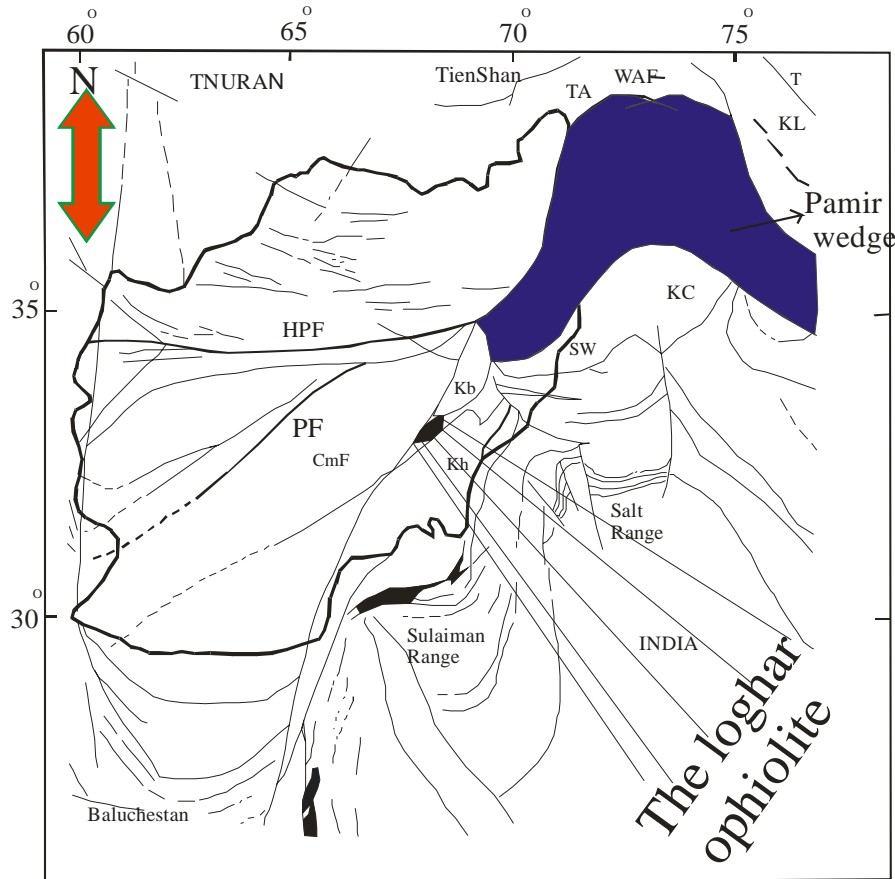 60° 65° 70° 75°
N
TNURAN
TienShan
WAF
T
TA
KL
Pamir
wedge
35°
KC
HPF
SW
Kb
PF
CmF
Kh
Salt
Range
30°
Sulaiman
Range
INDIA
The loghar
ophiolite
Baluchestan